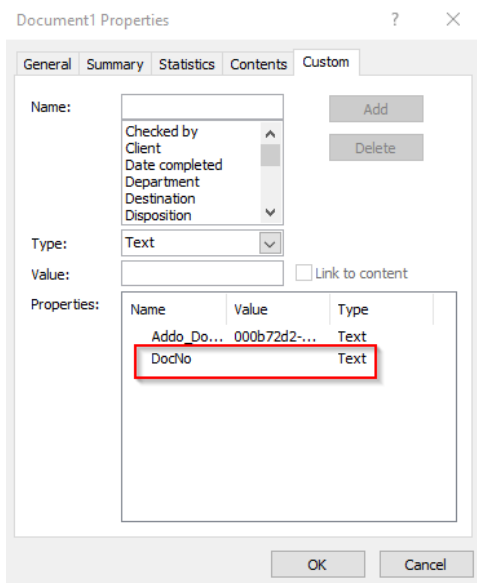 Document1 Properties ? ×
General Summary Statistics Contents Custom
Name:
Add
Checked by
Client
Date completed
Department
Destination
Disposition
Delete
Type: Text
Value: Link to content
Properties:
Name Value Type
Addo_Do... 000b72d2-... Text
DocNo Text
OK Cancel